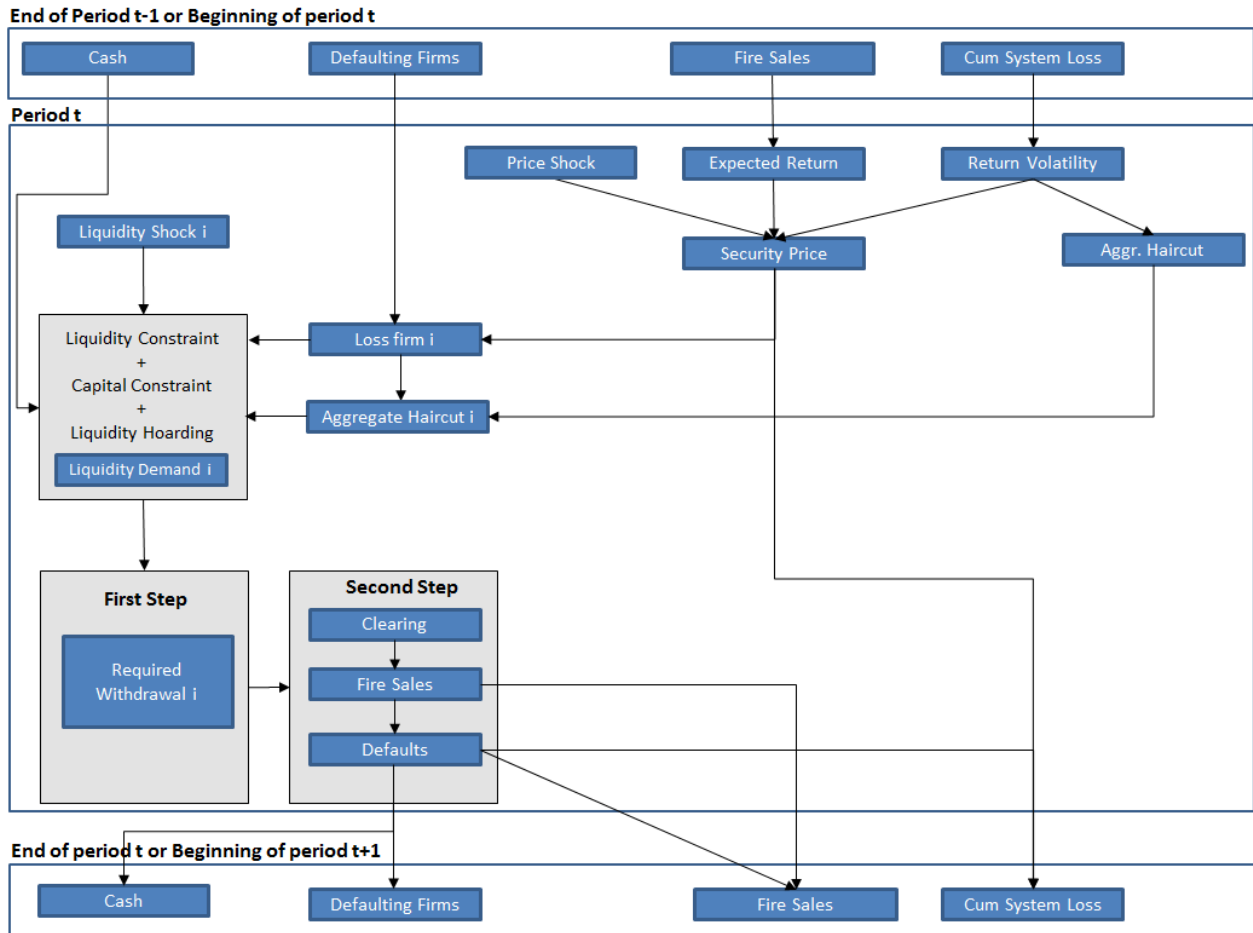 End of Period t-1 or Beginning of period t
Cash
Defaulting Firms
Fire Sales
Cum System Loss
Period t
Price Shock
Expected Return
Return Volatility
Liquidity Shock i
Security Price
Aggr. Haircut
Liquidity Constraint
+
Capital Constraint
+
Liquidity Hoarding
Liquidity Demand i
Loss firm i
Aggregate Haircut i
First Step
Required
Withdrawal i
Second Step
Clearing
Fire Sales
Defaults
End of period t or Beginning of period t+1
Cash
Defaulting Firms
Fire Sales
Cum System Loss